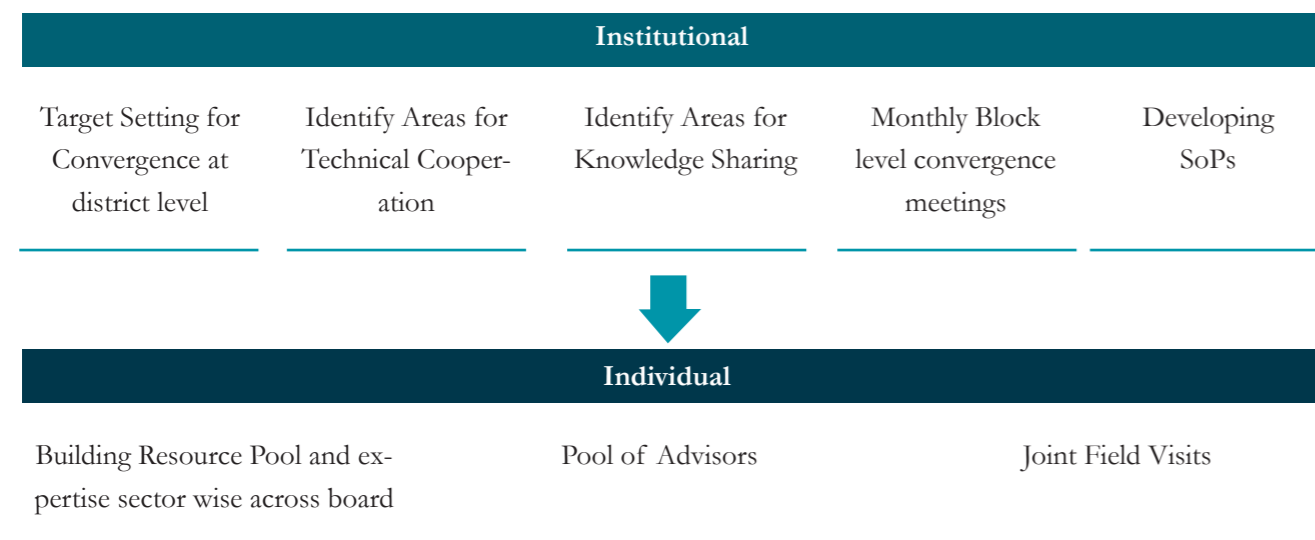 Institutional
Target Setting for
Convergence at
district level
Identify Areas for
Technical Cooper-
ation
Identify Areas for
Knowledge Sharing
Monthly Block
level convergence
meetings
Developing
SoPs
Individual
Building Resource Pool and ex-
pertise sector wise across board
Pool of Advisors
Joint Field Visits